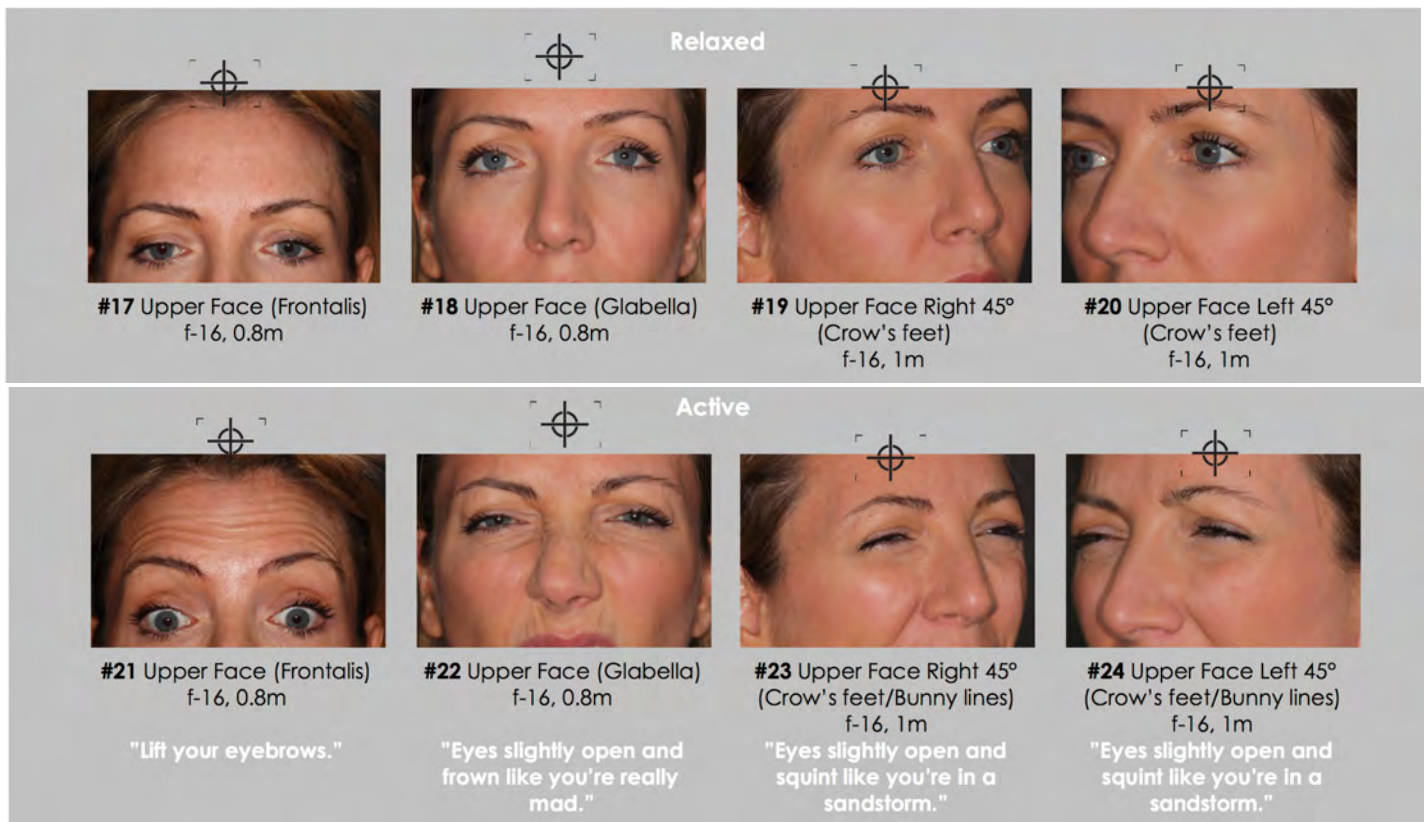 Relaxed
#17 Upper Face (Frontalis)
f-16, 0.8m
#18 Upper Face (Glabella)
f-16, 0.8m
#19 Upper Face Right 45°
(Crow's feet)
f-16, 1m
#20 Upper Face Left 45°
(Crow's feet)
f-16, 1m
Active
#21 Upper Face (Frontalis)
f-16, 0.8m
"Lift your eyebrows."
#22 Upper Face (Glabella)
f-16, 0.8m
"Eyes slightly open and
frown like you're really
mad."
#23 Upper Face Right 45°
(Crow's feet/Bunny lines)
f-16, 1m
"Eyes slightly open and
squint like you're in a
sandstorm."
#24 Upper Face Left 45°
(Crow's feet/Bunny lines)
f-16, 1m
"Eyes slightly open and
squint like you're in a
sandstorm."